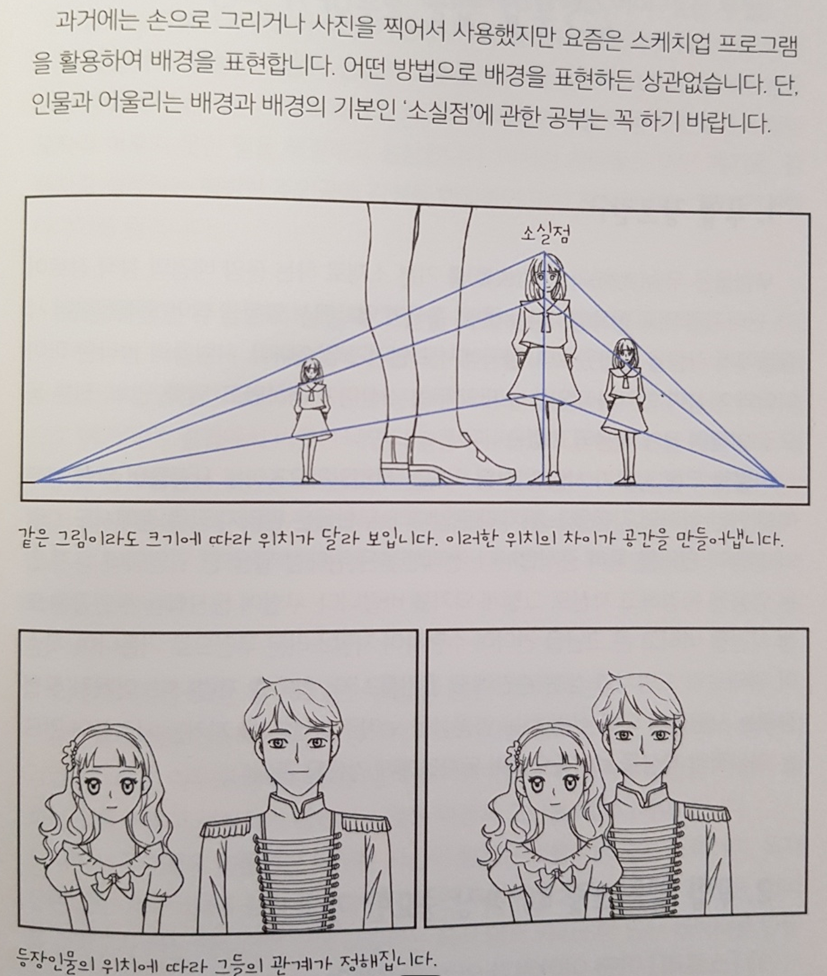 과거에는 손으로 그리거나 사진을 찍어서 사용했지만 요즘은 스케치업 프로그램
을 활용하여 배경을 표현합니다. 어떤 방법으로 배경을 표현하든 상관없습니다. 단,
인물과 어울리는 배경과 배경의 기본인 ‘소실점’에 관한 공부는 꼭 하기 바랍니다.
소실점
같은 그림이라도 크기에 따라 위치가 달라 보입니다. 이러한 위치의 차이가 공간을 만들어냅니다.
등장인물의 위치에 따라 그들의 관계가 정해집니다.